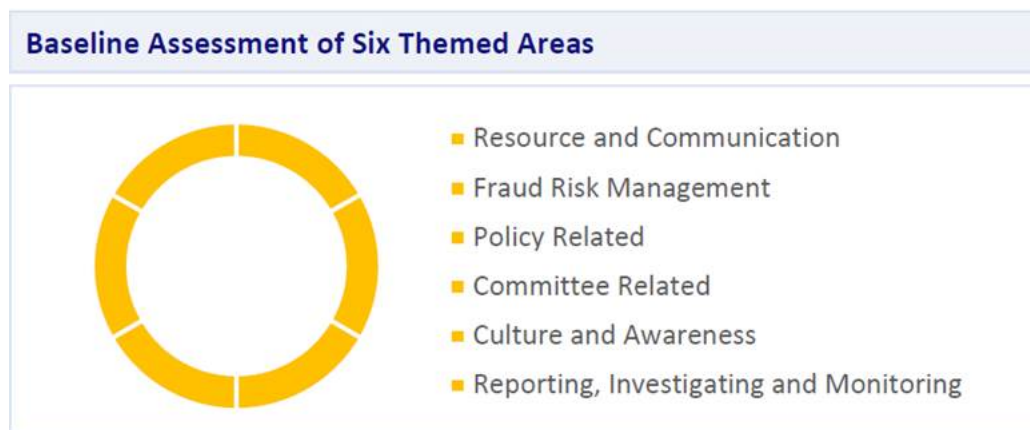 Baseline Assessment of Six Themed Areas
Resource and Communication
Fraud Risk Management
Policy Related
Committee Related
Culture and Awareness
Reporting, Investigating and Monitoring